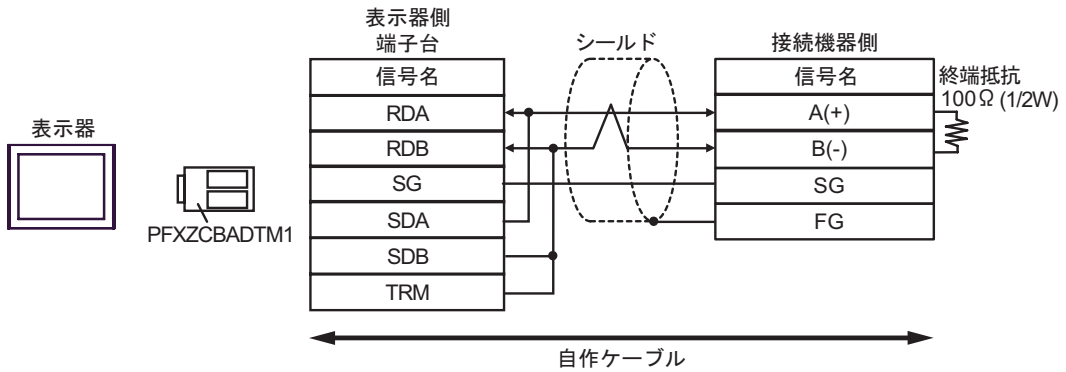 表示器
PFXZCBADTM1
表示器側
端子台
信号名
RDA
RDB
SG
SDA
SDB
TRM
シールド
接続機器側
信号名
A(+)
B(-)
SG
FG
終端抵抗
100Ω (1/2W)
自作ケーブル